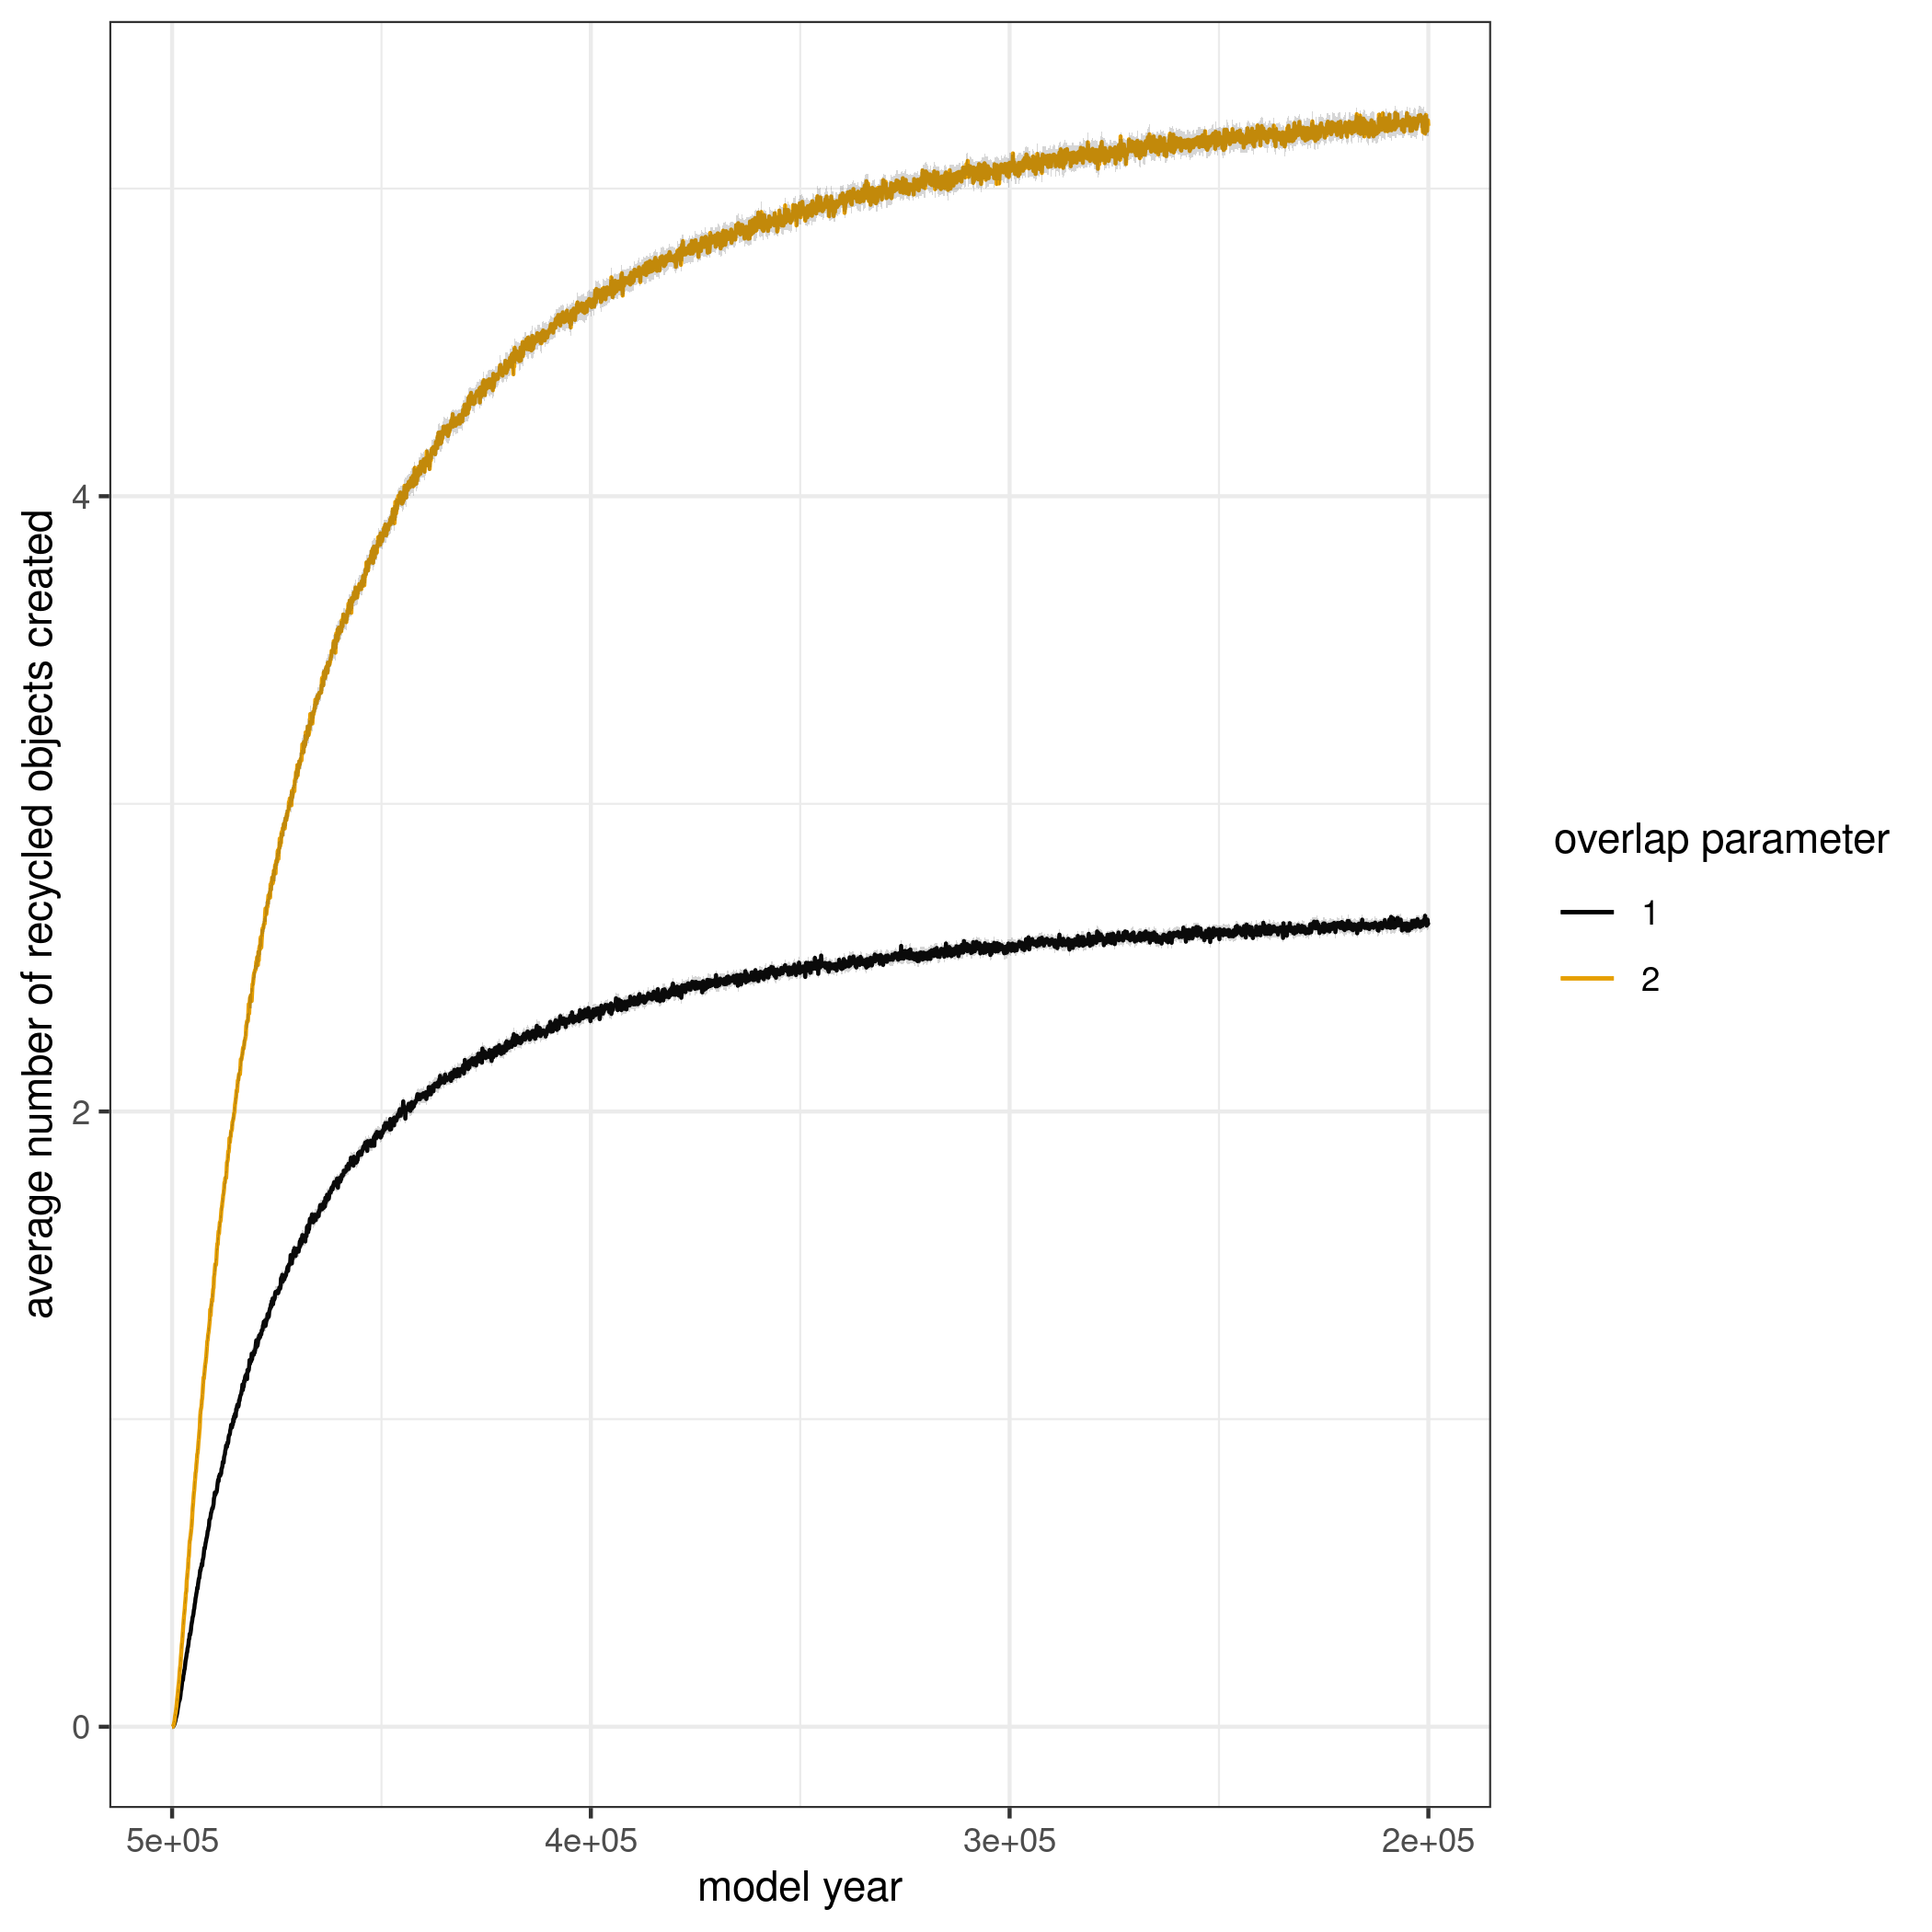 average number of recycled objects created
4
2
0
5e+05 4e+05 3e+05 2e+05
model year
overlap parameter
1
2